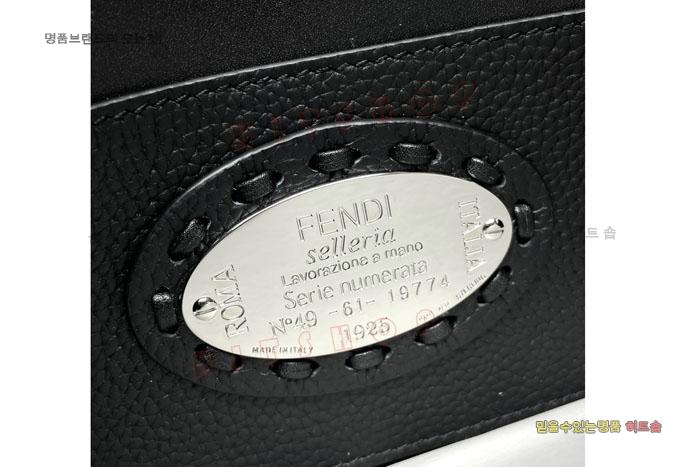 명품브랜드의 모든것!
FENDI
selleria
Lavorazione a mano
Serie numerata
Nº49 -61- 19774
1925
ROMA
ITALIA
MADE IN ITALY
HITSHOP
트 숍
믿을수있는명품 히트숍